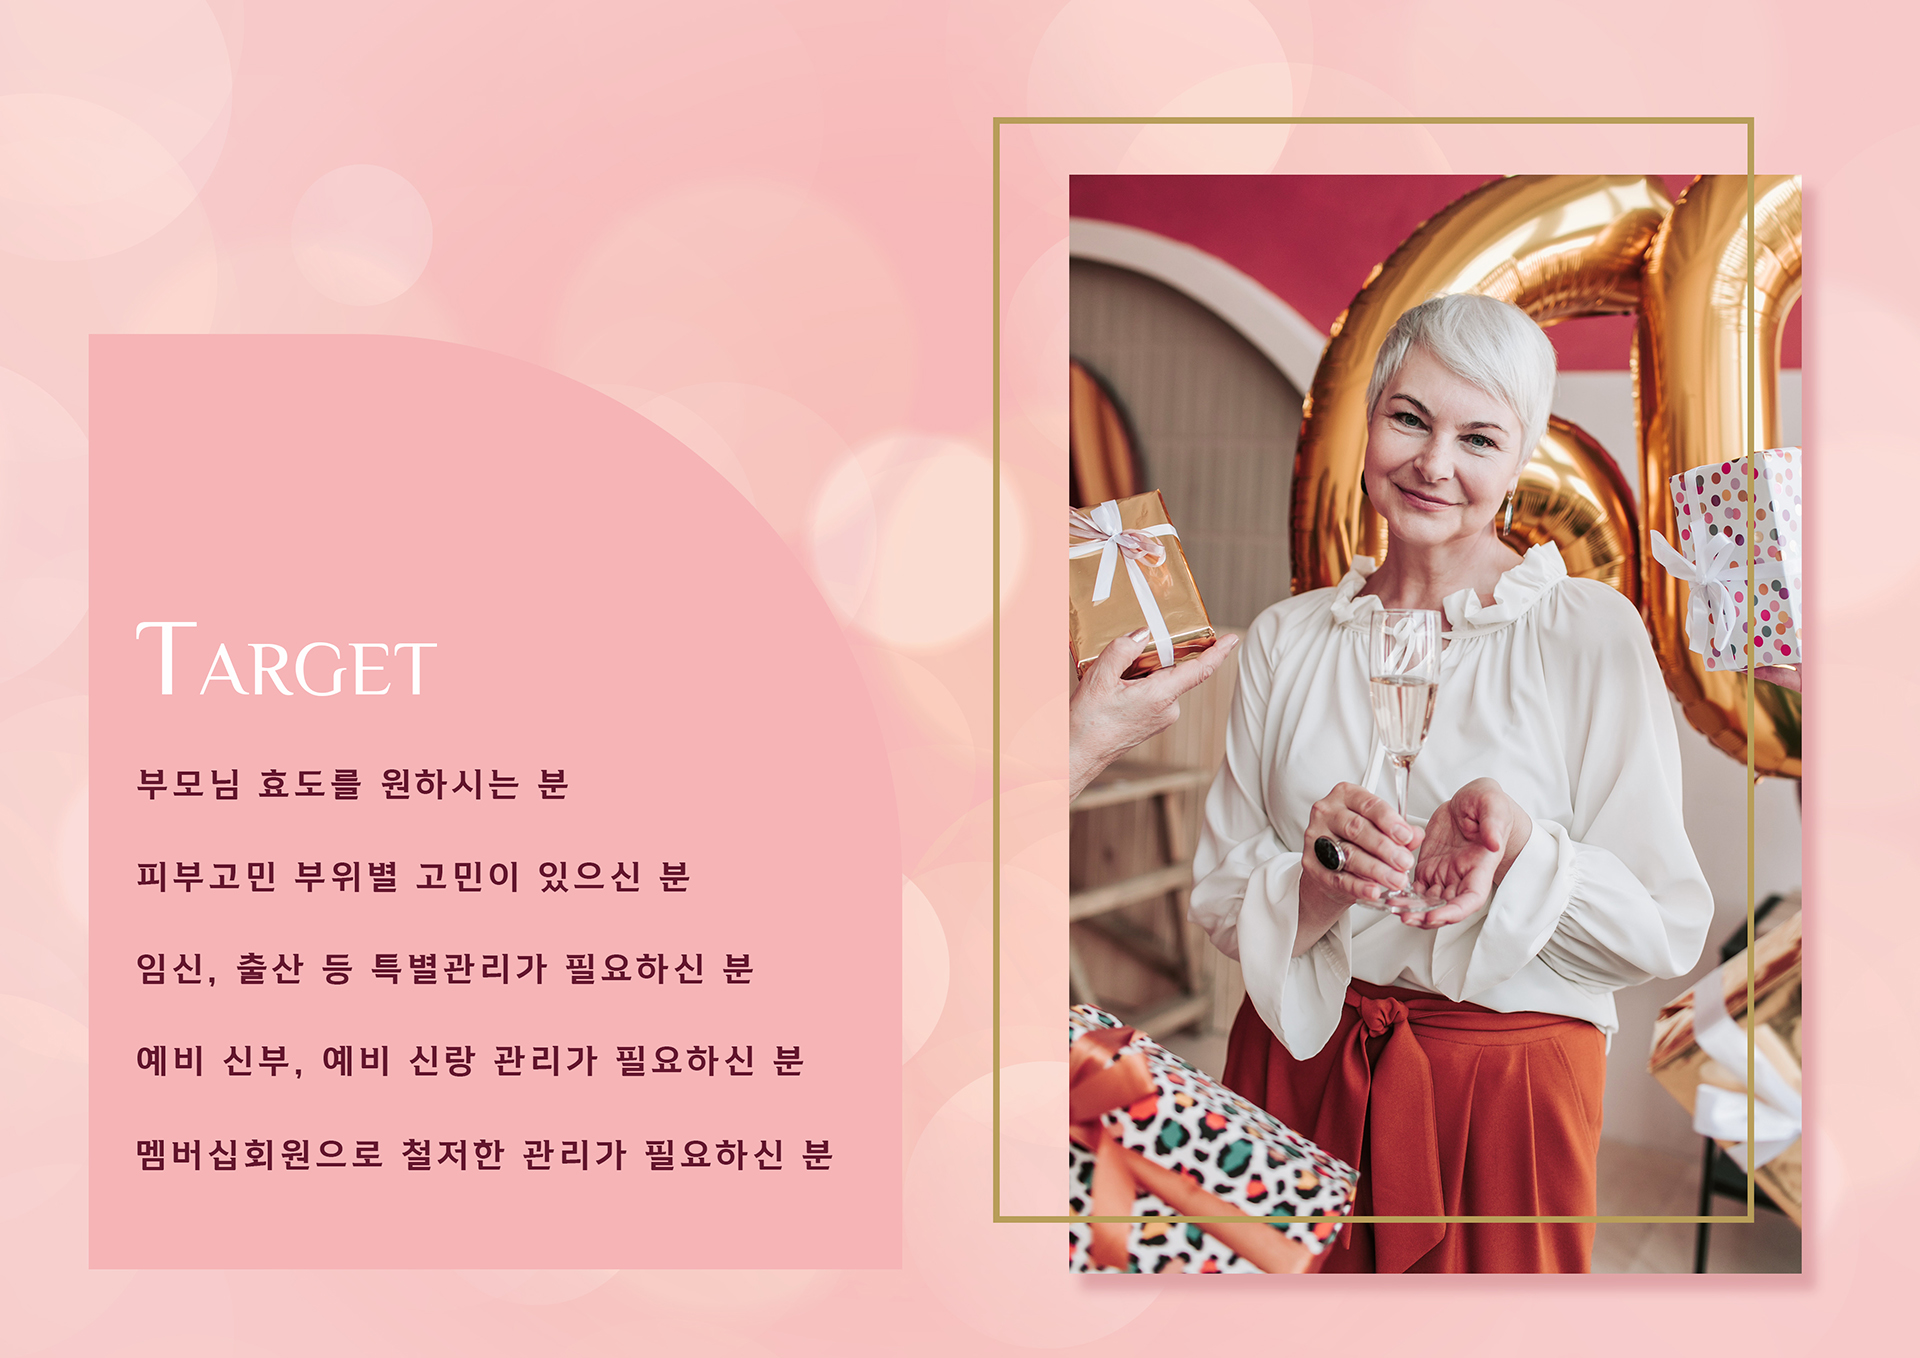 TARGET
부모님 효도를 원하시는 분
피부고민 부위별 고민이 있으신 분
임신, 출산 등 특별관리가 필요하신 분
예비 신부, 예비 신랑 관리가 필요하신 분
멤버십회원으로 철저한 관리가 필요하신 분